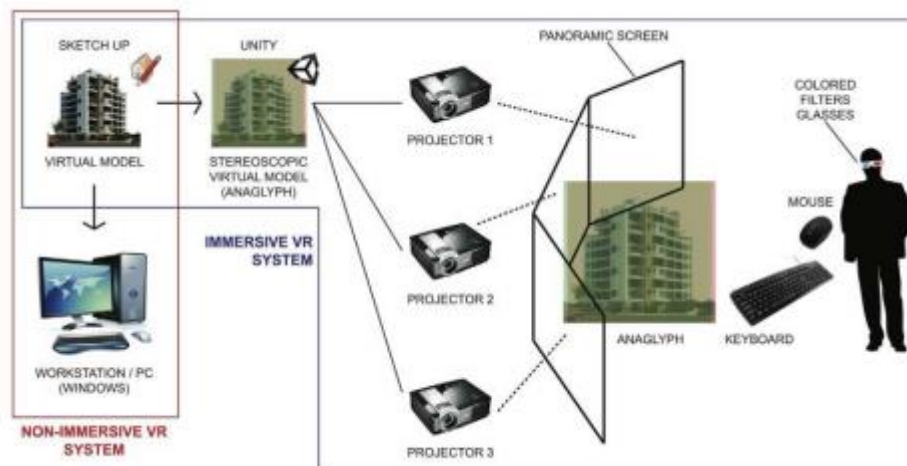 SKETCH UP
VIRTUAL MODEL
WORKSTATION / PC
(WINDOWS)
NON-IMMERSIVE VR
SYSTEM
UNITY
STEREOSCOPIC
VIRTUAL MODEL
(ANAGLYPH)
IMMERSIVE VR
SYSTEM
PROJECTOR 1
PROJECTOR 2
PROJECTOR 3
PANORAMIC SCREEN
ANAGLYPH
COLORED
FILTERS
GLASSES
MOUSE
KEYBOARD